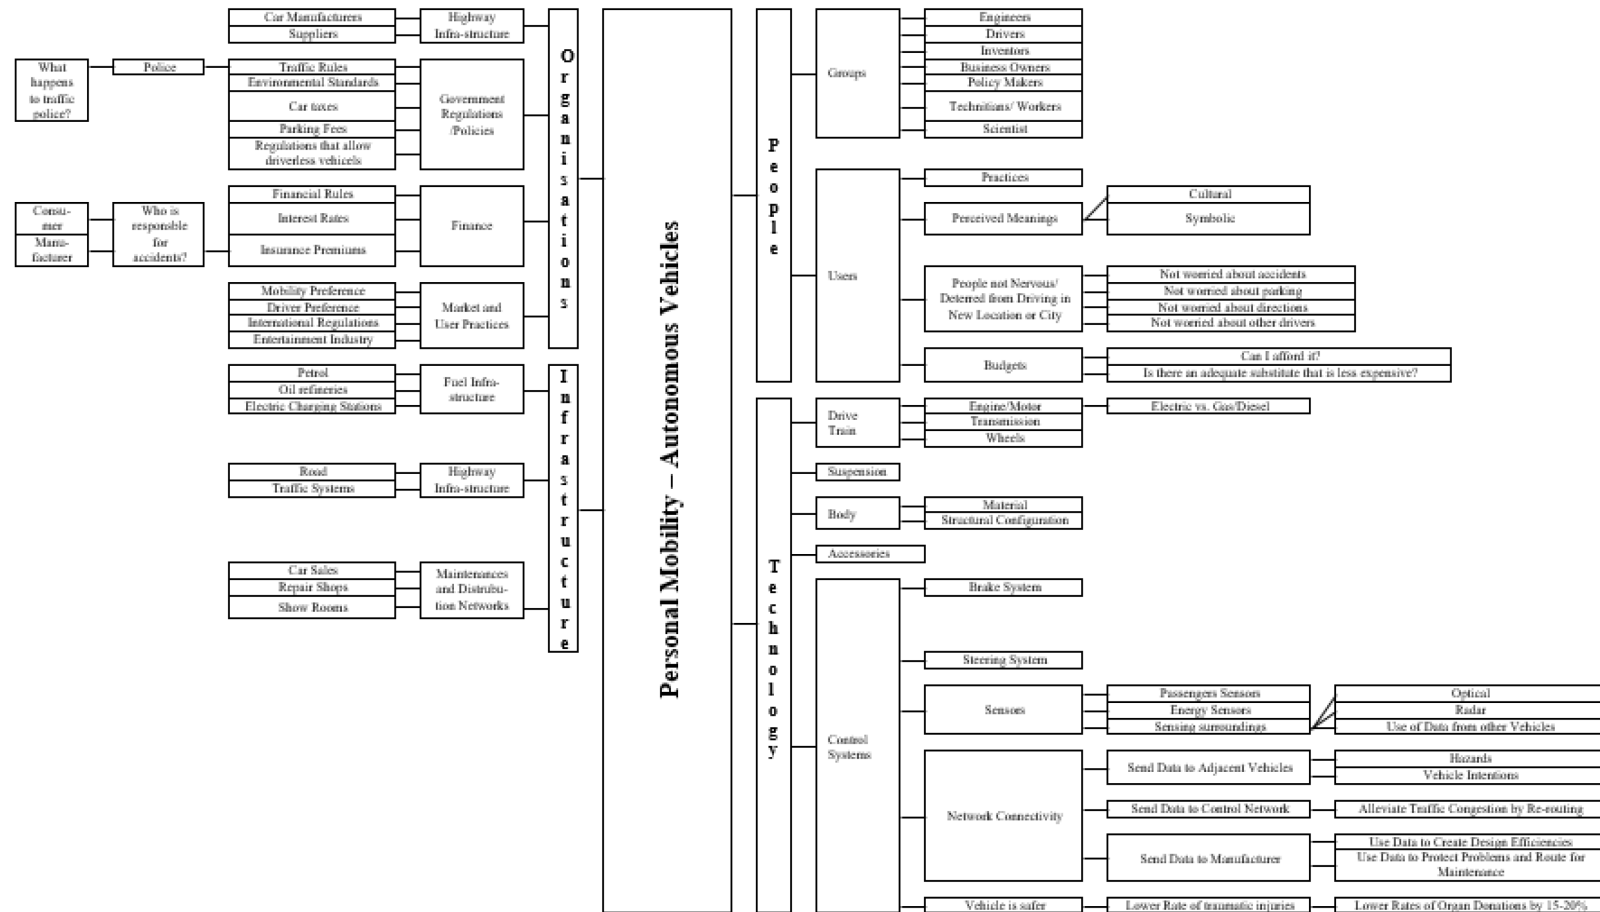 Car Manufacturers
Suppliers
Highway
Infra-structure
What
happens
to traffic
police?
Police
Traffic Rules
Environmental Standards
Car taxes
Parking Fees
Regulations that allow
driverless vehicels
Government
Regulations
/Policies
Consu-
mer
Manu-
facturer
Who is
responsble
for
accidents?
Financial Rules
Interest Rates
Insurance Premiums
Finance
Mobility Preference
Driver Preference
International Regulations
Entertainment Industry
Market and
User Practices
Organisations
Petrol
Oil refineries
Electric Charging Stations
Fuel Infra-
structure
Road
Traffic Systems
Highway
Infra-structure
Car Sales
Repair Shops
Show Rooms
Maintenances
and Distrubu-
tion Networks
Infrastructure
Personal Mobility – Autonomous Vehicles
People
Groups
Engineers
Drivers
Inventors
Business Owners
Policy Makers
Technitians/ Workers
Scientist
Users
Practices
Perceived Meanings
Cultural
Symbolic
People not Nervous/
Deterred from Driving in
New Location or City
Not worried about accidents
Not worried about parking
Not worried about directions
Not worried about other drivers
Budgets
Can I afford it?
Is there an adequate substitute that is less expensive?
Technology
Drive
Train
Engine/Motor
Transmission
Wheels
Electric vs. Gas/Diesel
Suspension
Body
Material
Structural Configuration
Accessories
Control
Systems
Brake System
Steering System
Sensors
Passengers Sensors
Energy Sensors
Sensing surroundings
Optical
Radar
Use of Data from other Vehicles
Network Connectivity
Send Data to Adjacent Vehicles
Hazards
Vehicle Intentions
Send Data to Control Network
Alleviate Traffic Congestion by Re-routing
Send Data to Manufacturer
Use Data to Create Design Efficiencies
Use Data to Protect Problems and Route for
Maintenance
Vehicle is safer
Lower Rate of traumatic injuries
Lower Rates of Organ Donations by 15-20%